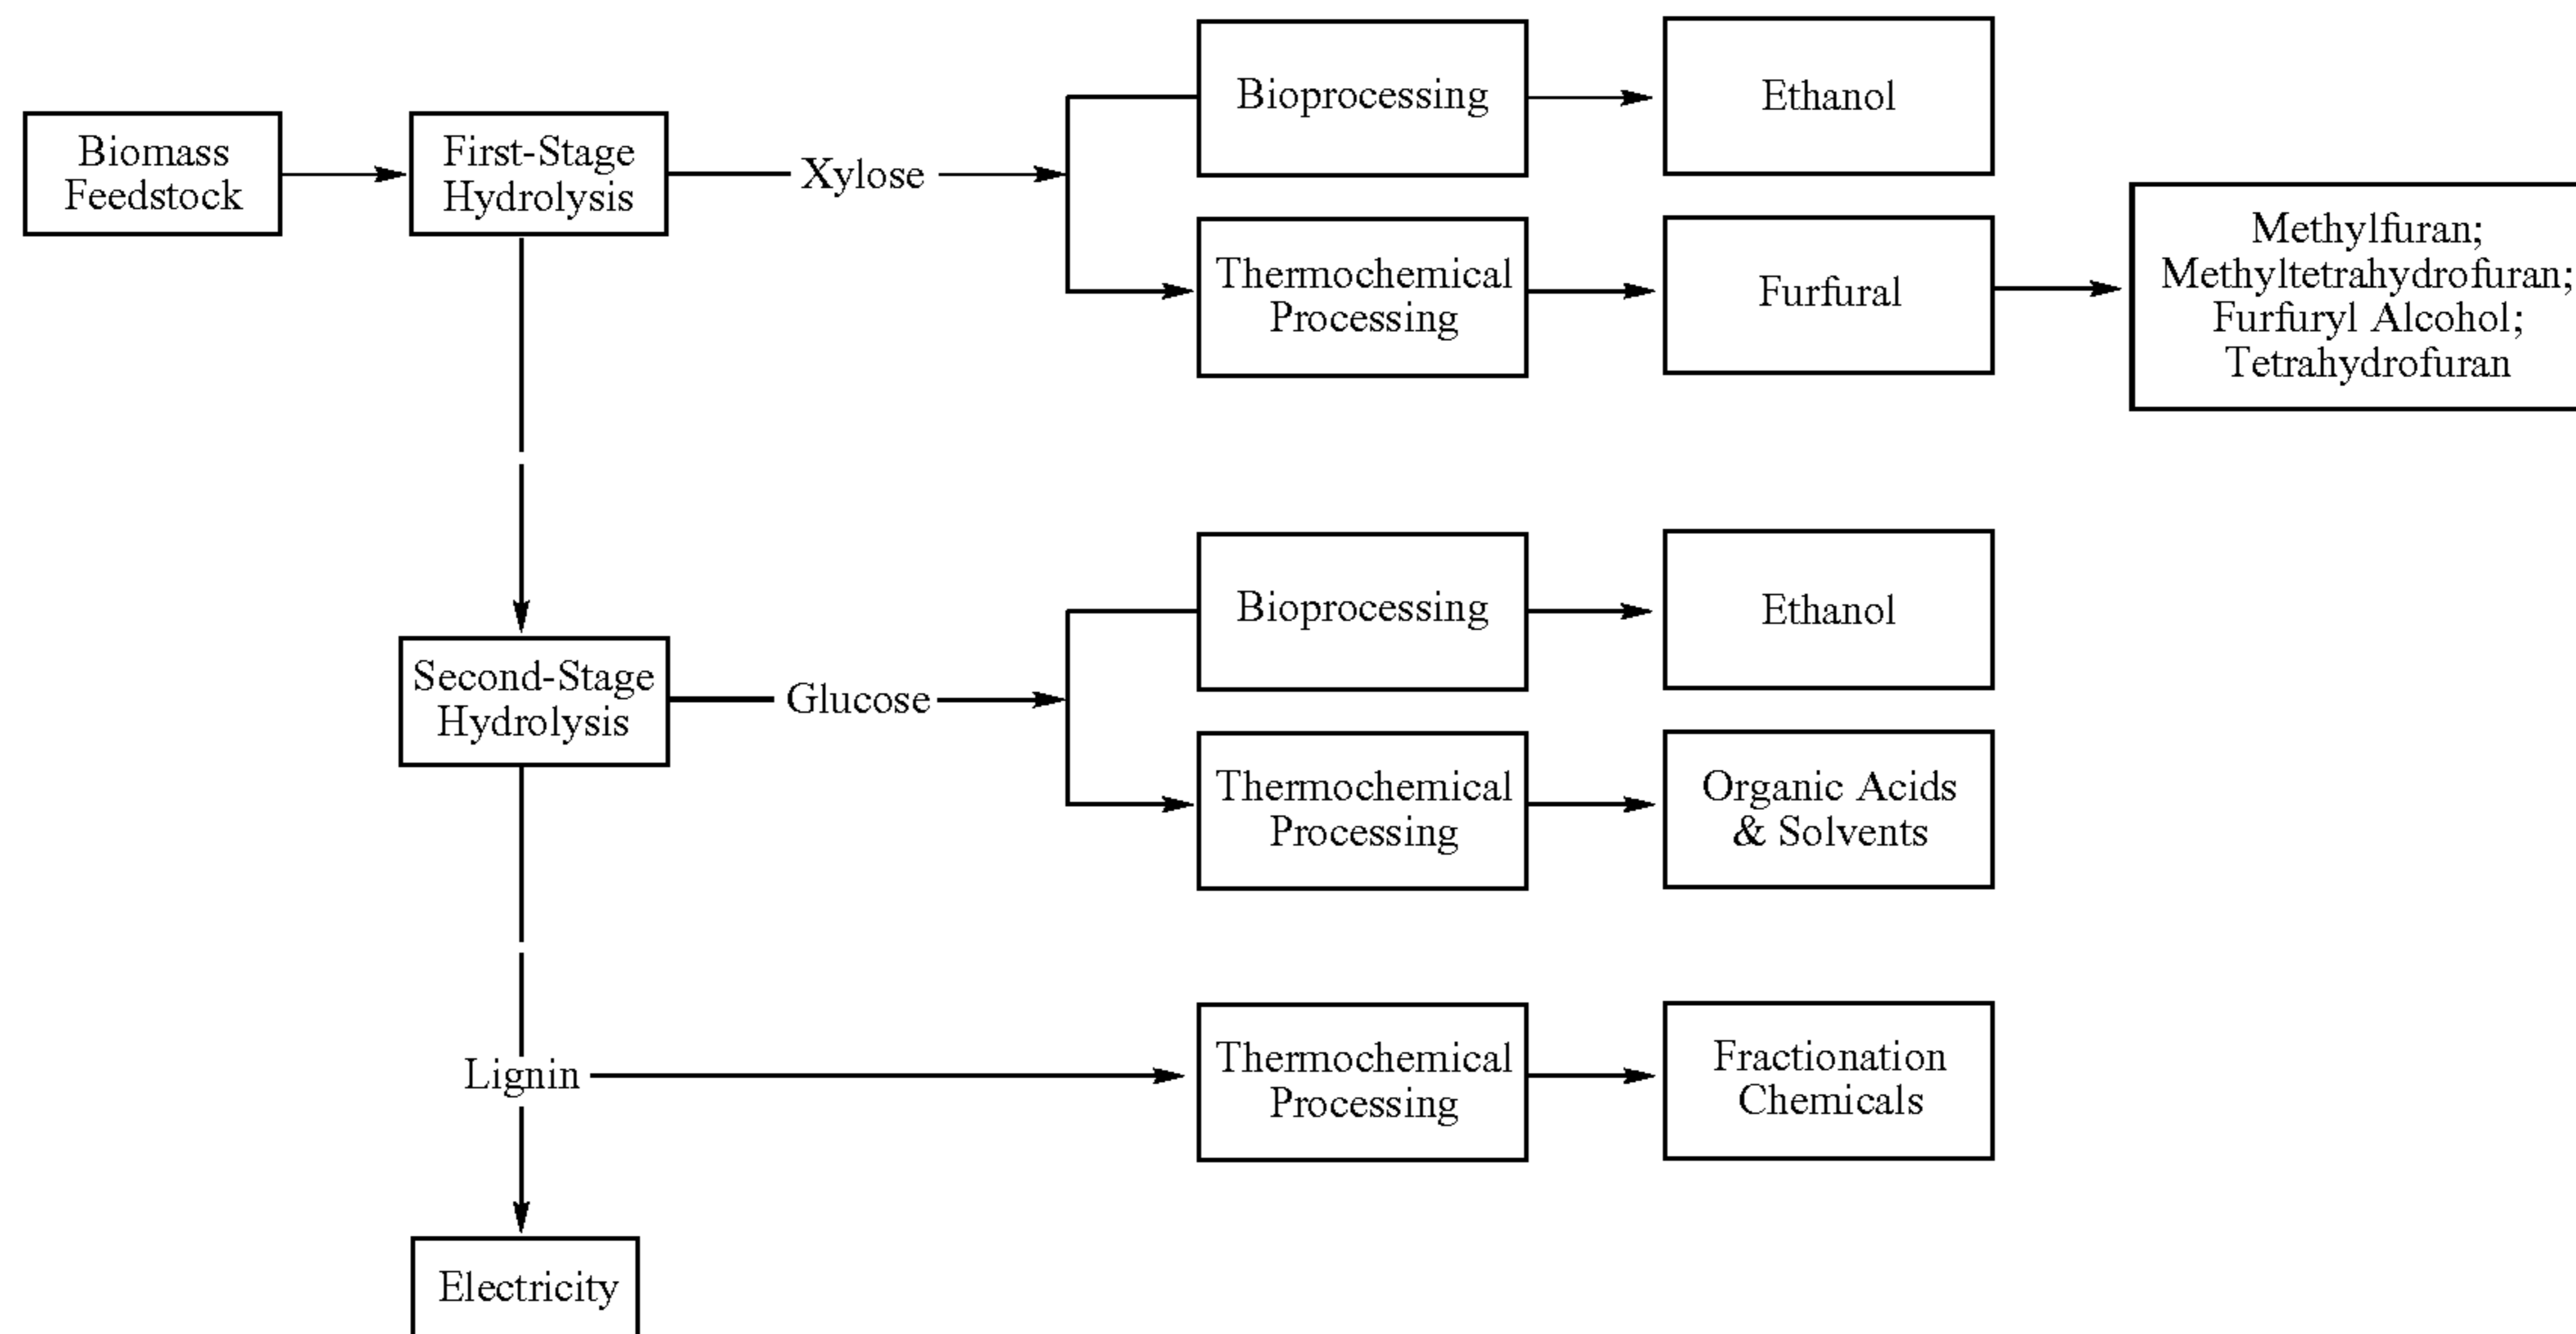 Biomass
Feedstock
First-Stage
Hydrolysis
Xylose
Bioprocessing
Ethanol
Thermochemical
Processing
Furfural
Methylfuran;
Methyltetrahydrofuran;
Furfuryl Alcohol;
Tetrahydrofuran
Second-Stage
Hydrolysis
Glucose
Bioprocessing
Ethanol
Thermochemical
Processing
Organic Acids
& Solvents
Lignin
Thermochemical
Processing
Fractionation
Chemicals
Electricity